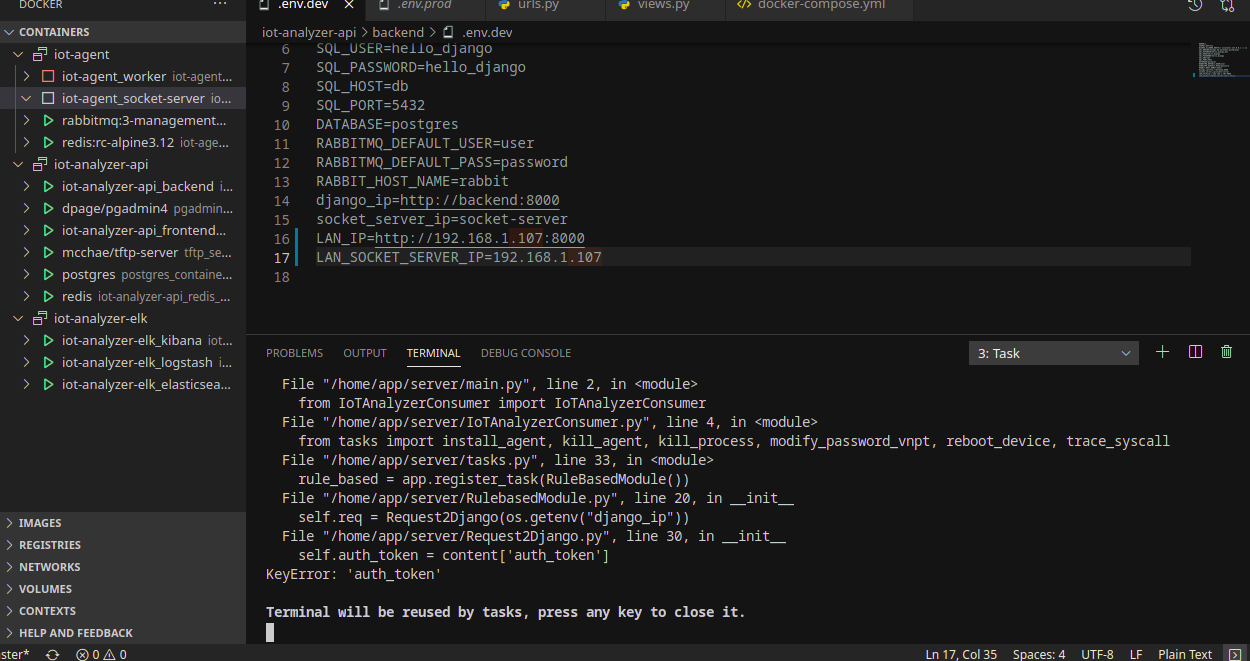 DOCKER
...
CONTAINERS
iot-agent
iot-agent_worker iot-agent...
iot-agent_socket-server io...
rabbitmq:3-management...
redis:rc-alpine3.12 iot-age...
iot-analyzer-api
iot-analyzer-api_backend i...
dpage/pgadmin4 pgadmin...
iot-analyzer-api_frontend...
mcchae/tftp-server tftp_se...
postgres postgres_containe...
redis iot-analyzer-api_redis_...
iot-analyzer-elk
iot-analyzer-elk_kibana iot...
iot-analyzer-elk_logstash i...
iot-analyzer-elk_elasticsea...
IMAGES
REGISTRIES
NETWORKS
VOLUMES
CONTEXTS
HELP AND FEEDBACK
.env.dev .env.prod urls.py views.py docker-compose.yml
iot-analyzer-api > backend > .env.dev
6 SQL_USER=hello_django
7 SQL_PASSWORD=hello_django
8 SQL_HOST=db
9 SQL_PORT=5432
10 DATABASE=postgres
11 RABBITMQ_DEFAULT_USER=user
12 RABBITMQ_DEFAULT_PASS=password
13 RABBIT_HOST_NAME=rabbit
14 django_ip=http://backend:8000
15 socket_server_ip=socket-server
16 LAN_IP=http://192.168.1.107:8000
17 LAN_SOCKET_SERVER_IP=192.168.1.107
18
PROBLEMS OUTPUT TERMINAL DEBUG CONSOLE 3: Task
File "/home/app/server/main.py", line 2, in <module>
from IoTAnalyzerConsumer import IoTAnalyzerConsumer
File "/home/app/server/IoTAnalyzerConsumer.py", line 4, in <module>
from tasks import install_agent, kill_agent, kill_process, modify_password_vnpt, reboot_device, trace_syscall
File "/home/app/server/tasks.py", line 33, in <module>
rule_based = app.register_task(RuleBasedModule())
File "/home/app/server/RulebasedModule.py", line 20, in __init__
self.req = Request2Django(os.getenv("django_ip"))
File "/home/app/server/Request2Django.py", line 30, in __init__
self.auth_token = content['auth_token']
KeyError: 'auth_token'
Terminal will be reused by tasks, press any key to close it.
ster* 0 0 Ln 17, Col 35 Spaces: 4 UTF-8 LF Plain Text